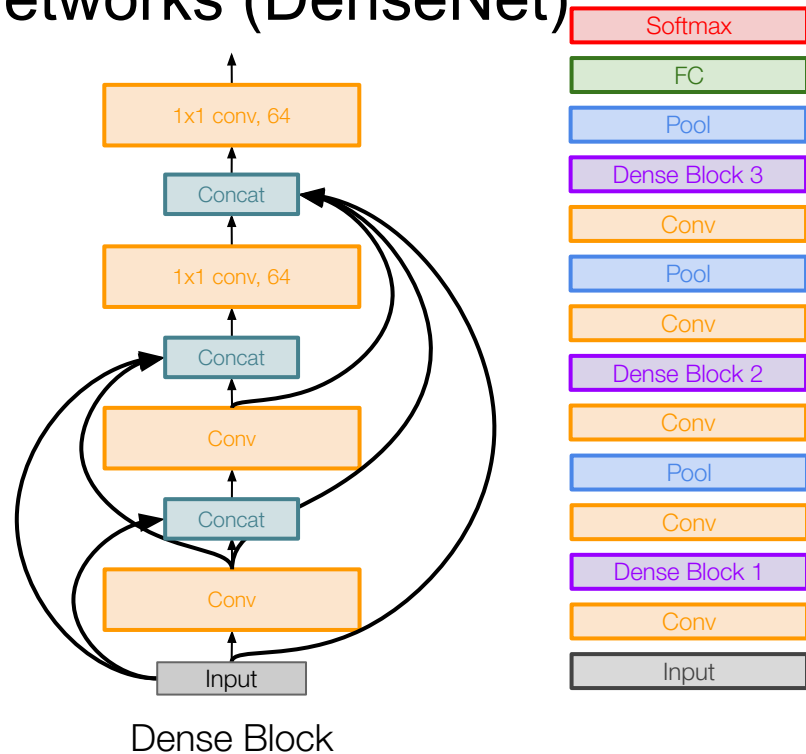 etworks (DenseNet)
1x1 conv, 64
Concat
1x1 conv, 64
Concat
Conv
Concat
Conv
Input
Dense Block
Softmax
FC
Pool
Dense Block 3
Conv
Pool
Conv
Dense Block 2
Conv
Pool
Conv
Dense Block 1
Conv
Input